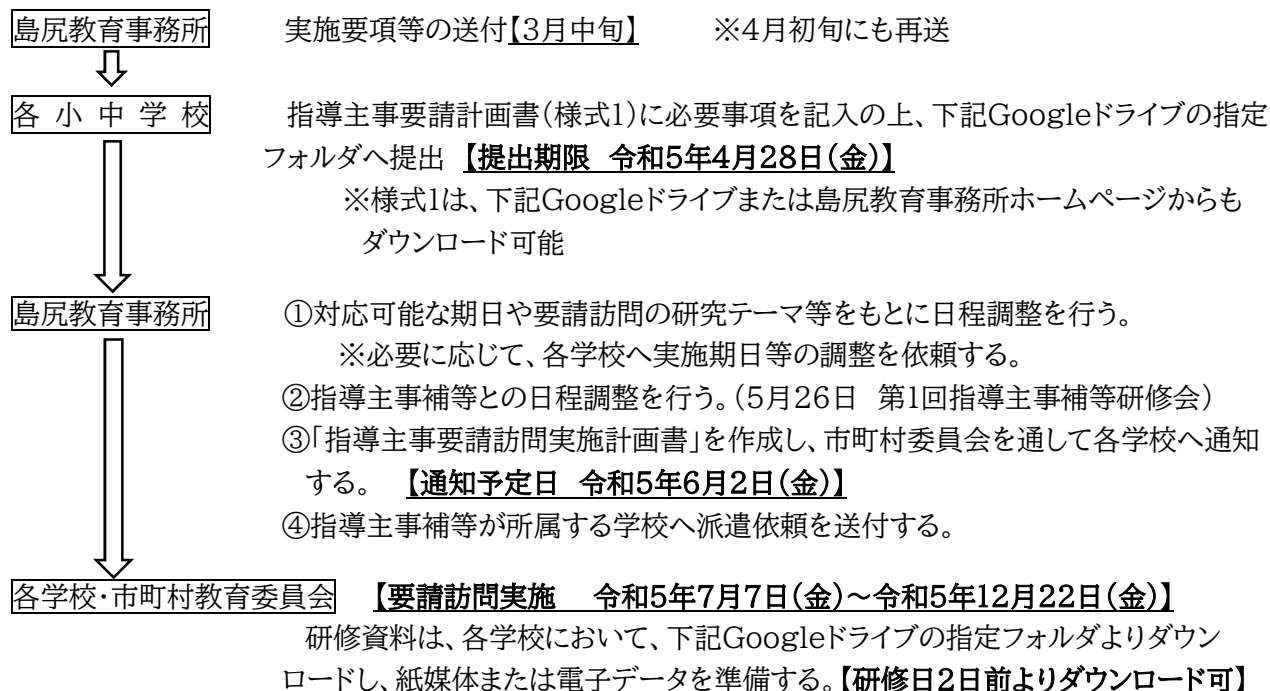 島尻教育事務所 実施要項等の送付【3月中旬】 ※4月初旬にも再送
各 小 中 学 校 指導主事要請計画書(様式1)に必要事項を記入の上、下記Googleドライブの指定
フォルダへ提出 【提出期限 令和5年4月28日(金)】
※様式1は、下記Googleドライブまたは島尻教育事務所ホームページからも
ダウンロード可能
島尻教育事務所 ①対応可能な期日や要請訪問の研究テーマ等をもとに日程調整を行う。
※必要に応じて、各学校へ実施期日等の調整を依頼する。
②指導主事補等との日程調整を行う。(5月26日 第1回指導主事補等研修会)
③「指導主事要請訪問実施計画書」を作成し、市町村委員会を通して各学校へ通知
する。 【通知予定日 令和5年6月2日(金)】
④指導主事補等が所属する学校へ派遣依頼を送付する。
各学校・市町村教育委員会 【要請訪問実施 令和5年7月7日(金)~令和5年12月22日(金)】
研修資料は、各学校において、下記Googleドライブの指定フォルダよりダウン
ロードし、紙媒体または電子データを準備する。【研修日2日前よりダウンロード可】